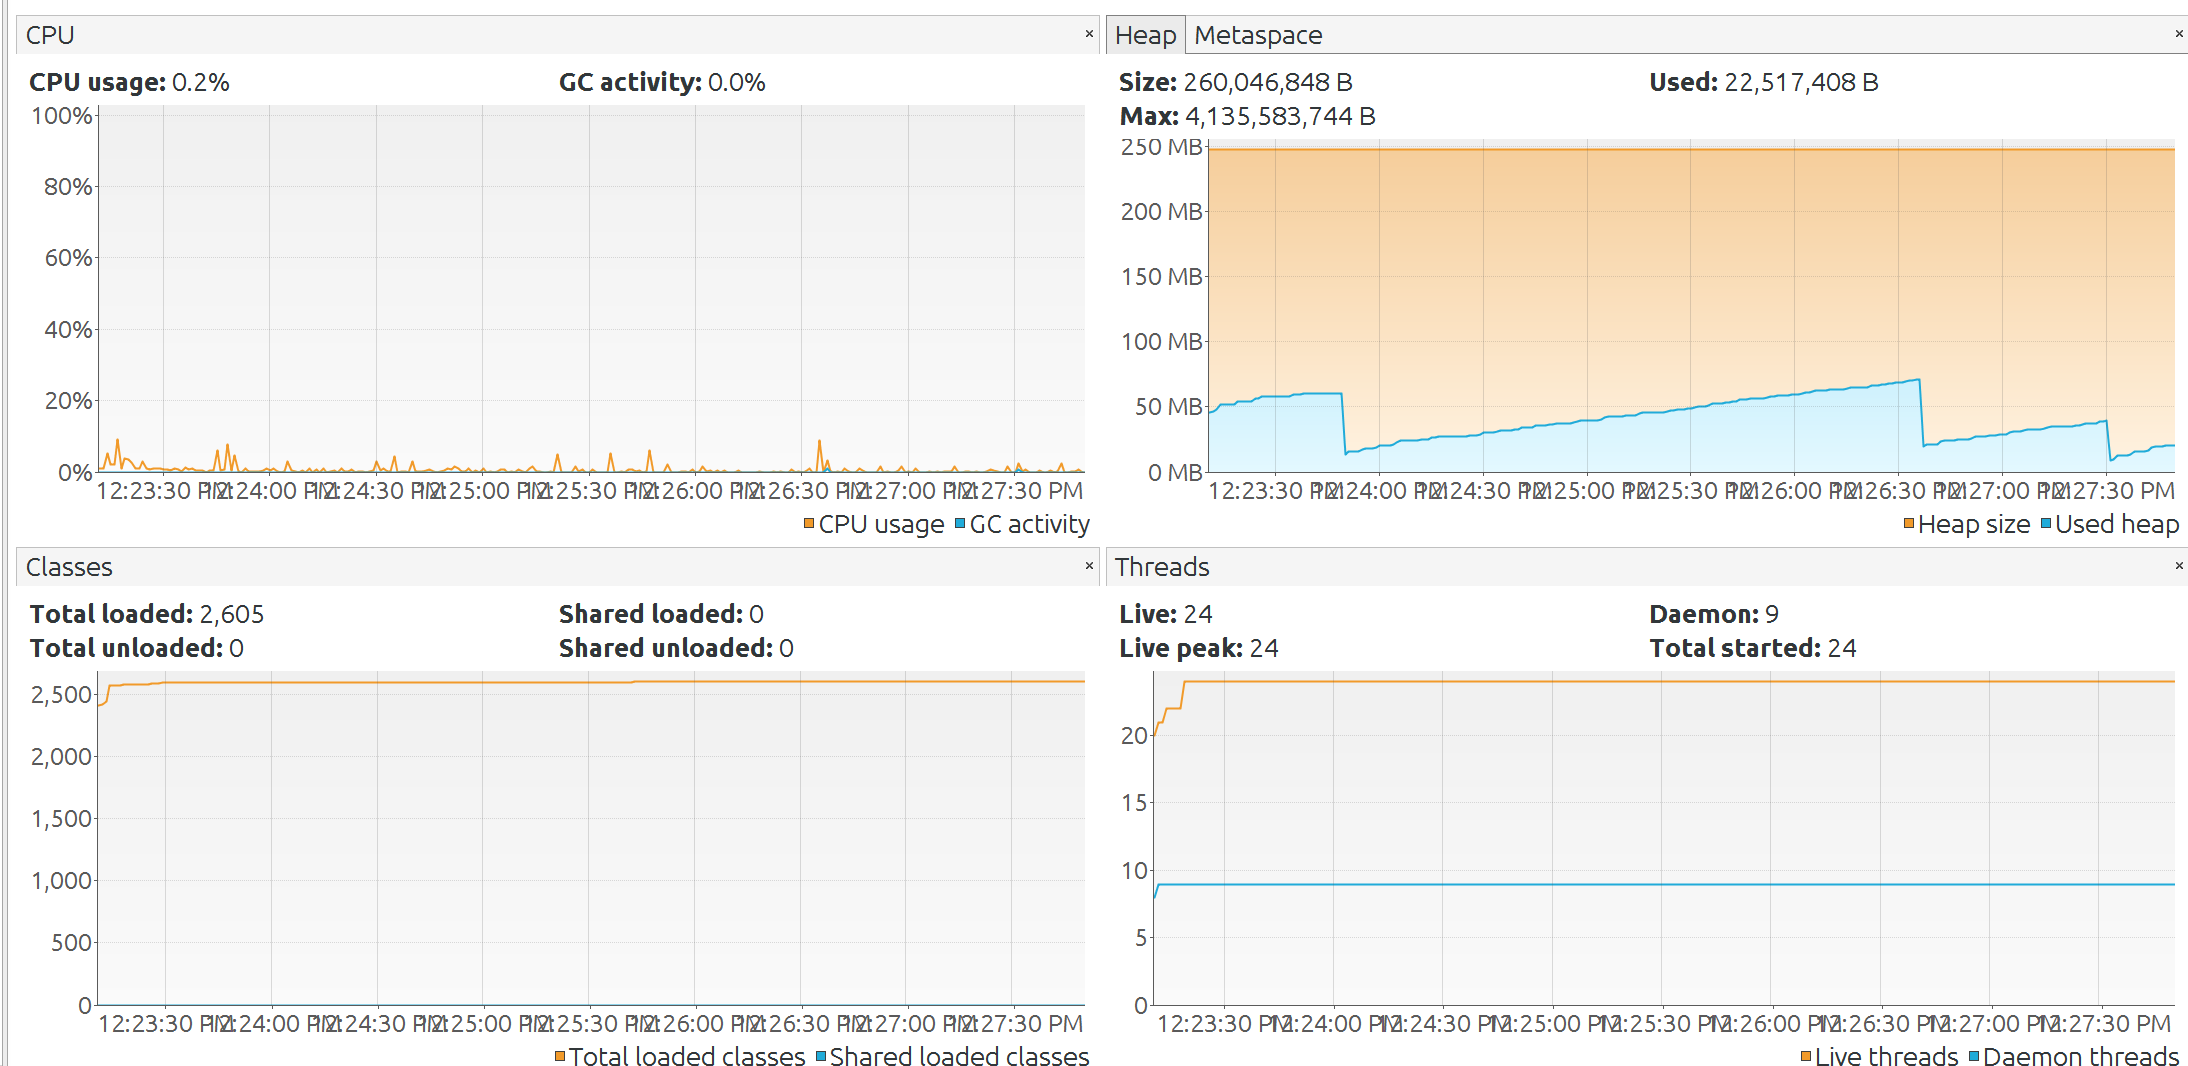 CPU ×
CPU usage: 0.2% GC activity: 0.0%
100%
80%
60%
40%
20%
0%
12:23:30 PM 12:24:00 PM 12:24:30 PM 12:25:00 PM 12:25:30 PM 12:26:00 PM 12:26:30 PM 12:27:00 PM 12:27:30 PM
CPU usage GC activity
Heap Metaspace ×
Size: 260,046,848 B Used: 22,517,408 B
Max: 4,135,583,744 B
250 MB
200 MB
150 MB
100 MB
50 MB
0 MB
12:23:30 PM 12:24:00 PM 12:24:30 PM 12:25:00 PM 12:25:30 PM 12:26:00 PM 12:26:30 PM 12:27:00 PM 12:27:30 PM
Heap size Used heap
Classes ×
Total loaded: 2,605 Shared loaded: 0
Total unloaded: 0 Shared unloaded: 0
2,500
2,000
1,500
1,000
500
0
12:23:30 PM 12:24:00 PM 12:24:30 PM 12:25:00 PM 12:25:30 PM 12:26:00 PM 12:26:30 PM 12:27:00 PM 12:27:30 PM
Total loaded classes Shared loaded classes
Threads ×
Live: 24 Daemon: 9
Live peak: 24 Total started: 24
20
15
10
5
0
12:23:30 PM 12:24:00 PM 12:24:30 PM 12:25:00 PM 12:25:30 PM 12:26:00 PM 12:26:30 PM 12:27:00 PM 12:27:30 PM
Live threads Daemon threads